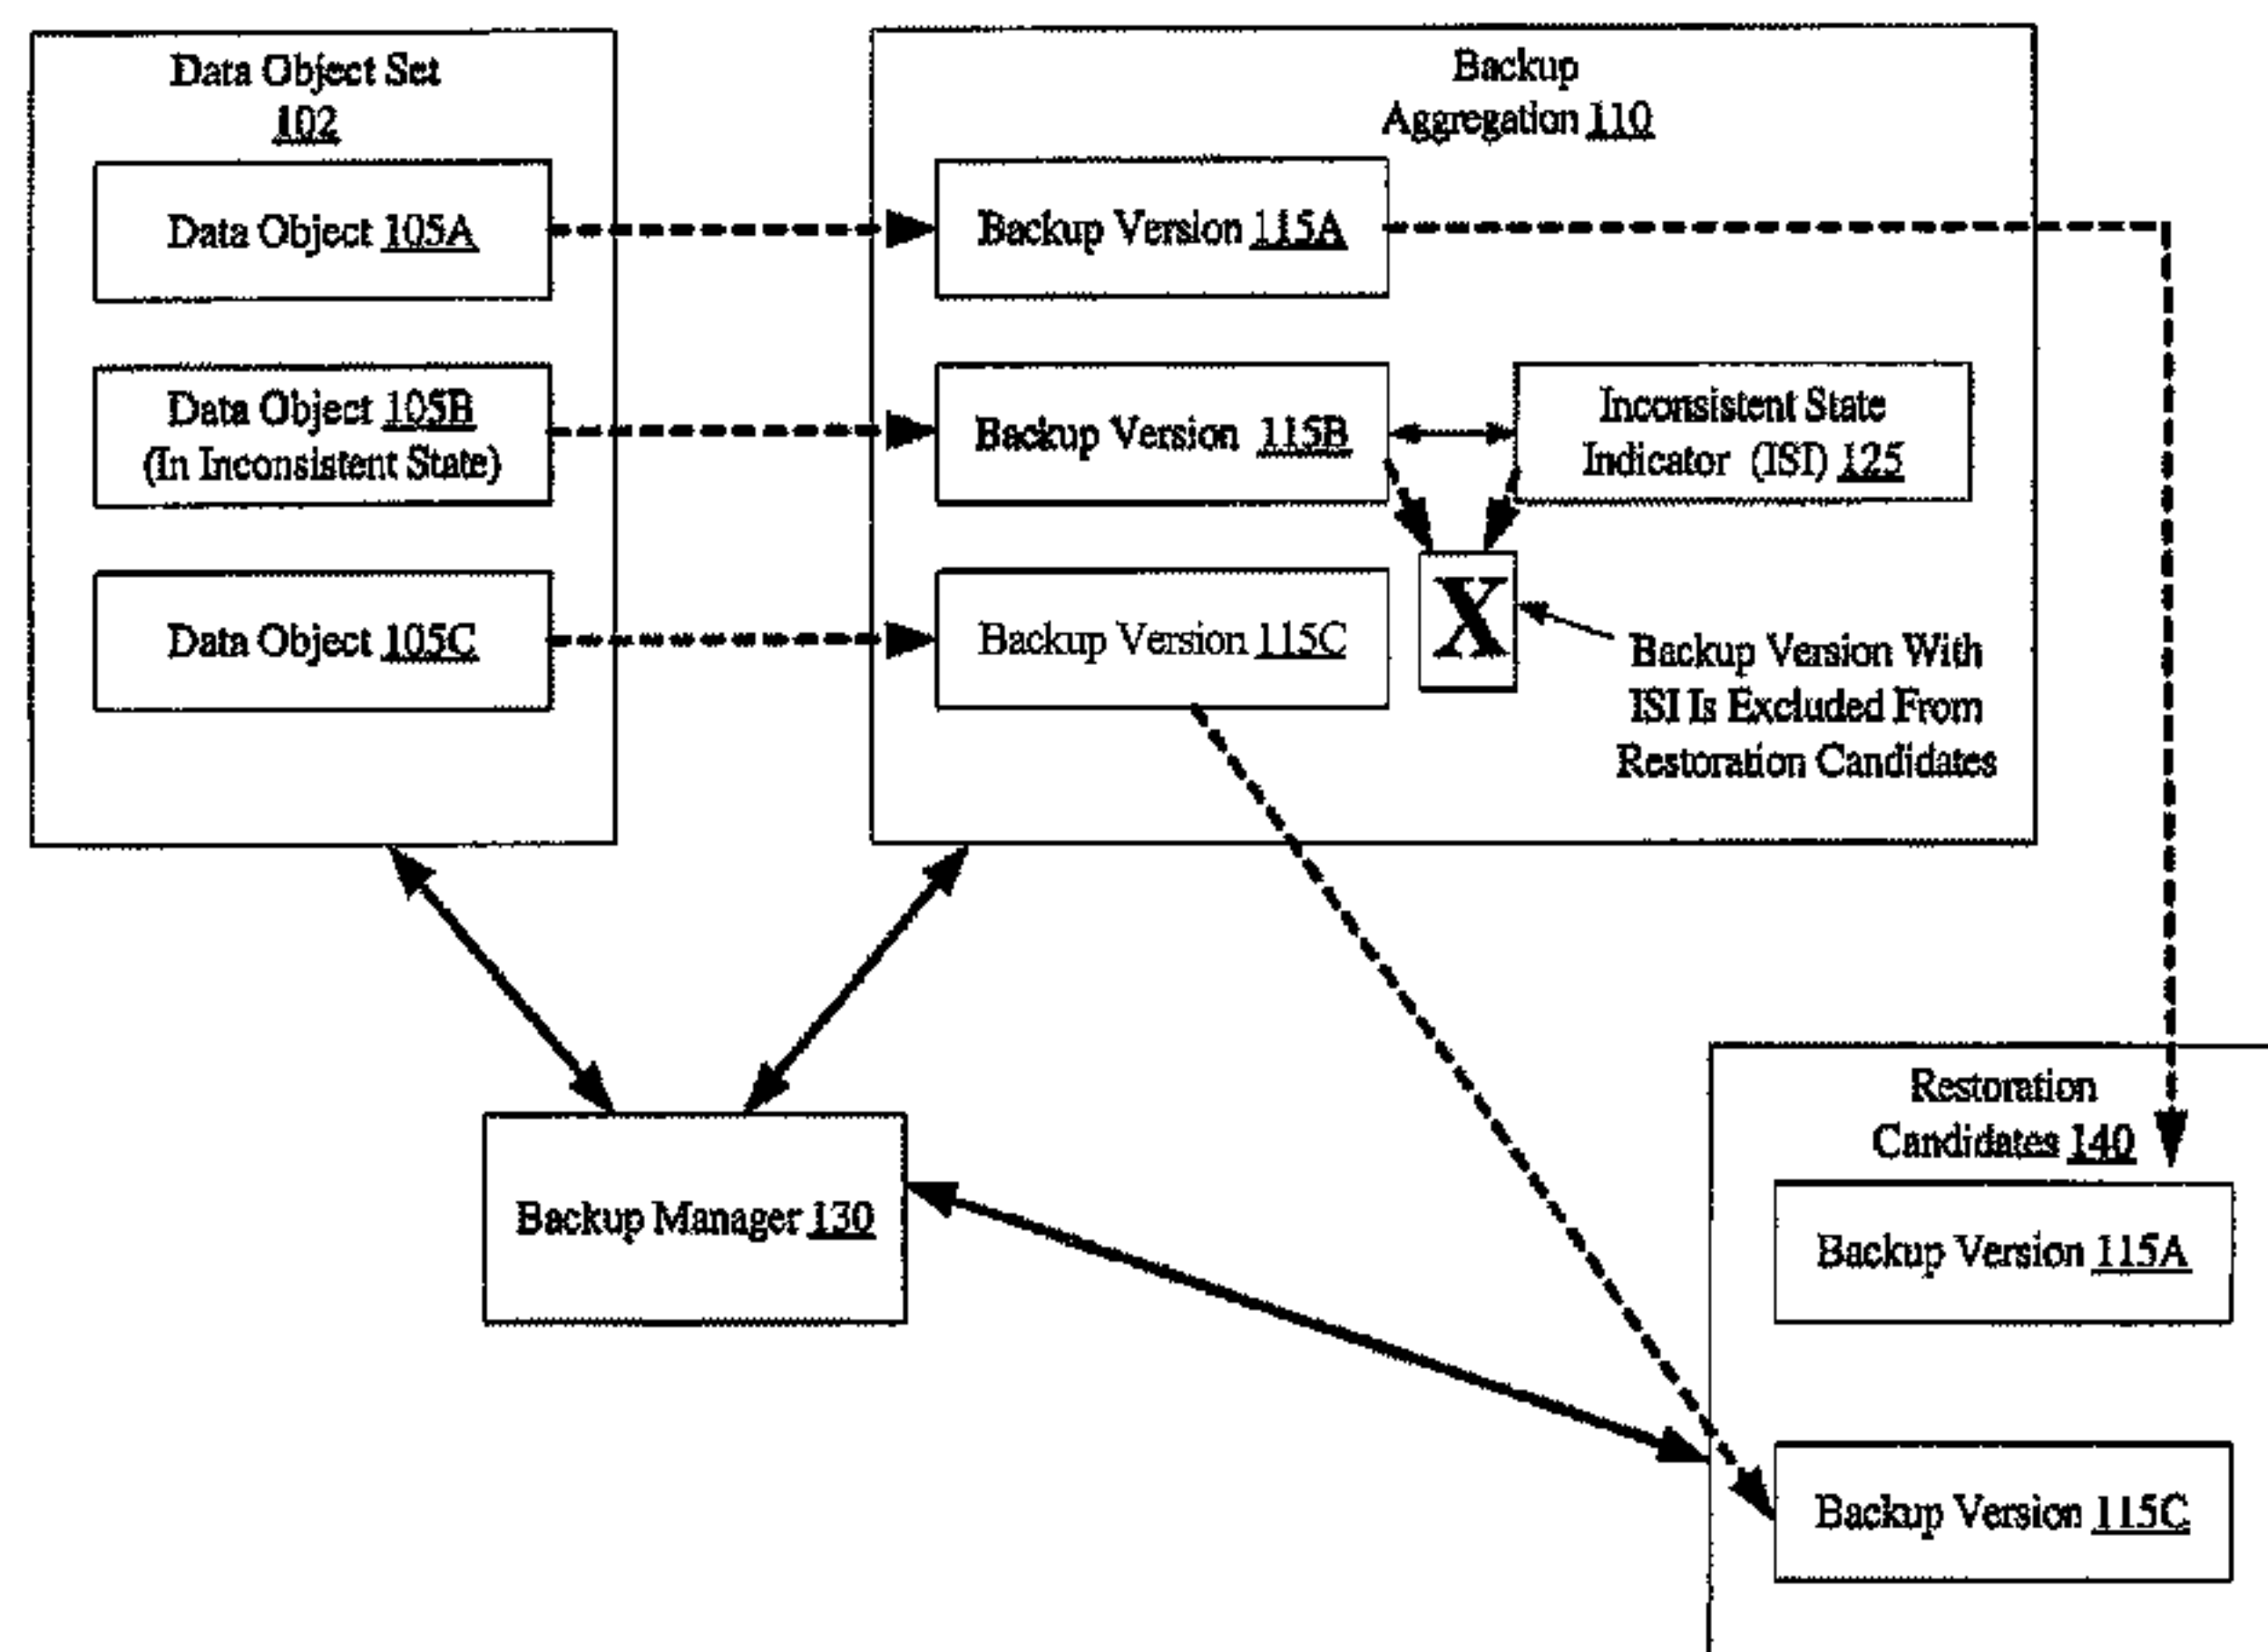 Data Object Set
102
Data Object 105A
Data Object 105B
(In Inconsistent State)
Data Object 105C
Backup
Aggregation 110
Backup Version 115A
Backup Version 115B
Inconsistent State
Indicator (ISI) 125
X
Backup Version 115C
Backup Version With
ISI Is Excluded From
Restoration Candidates
Backup Manager 130
Restoration
Candidates 140
Backup Version 115A
Backup Version 115C